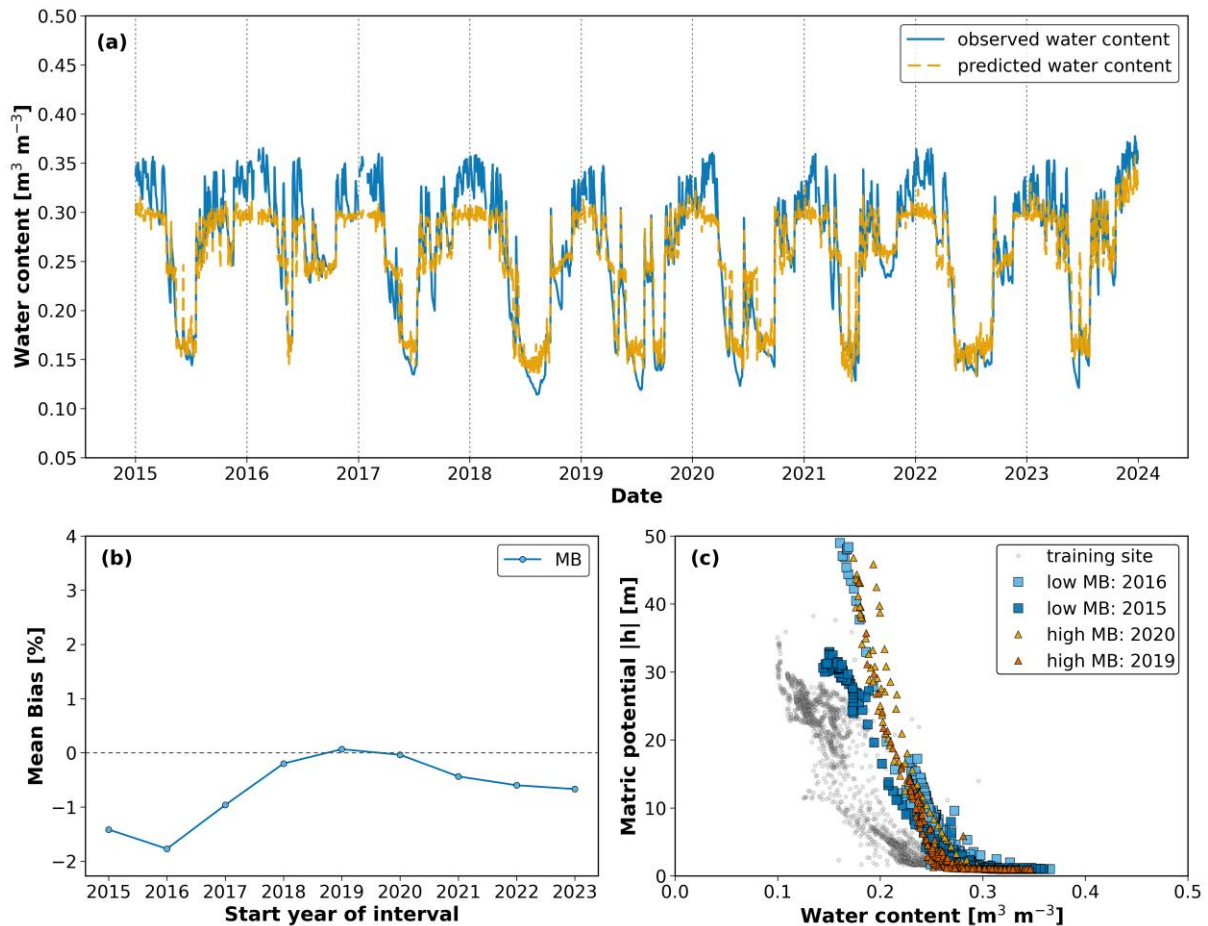 0.50
(a)
observed water content
predicted water content
0.45
0.40
0.35
0.30
0.25
0.20
0.15
0.10
0.05
Water content [m³ m⁻³]
2015 2016 2017 2018 2019 2020 2021 2022 2023 2024
Date
(b)
MB
4
3
2
1
0
−1
−2
Mean Bias [%]
2015 2016 2017 2018 2019 2020 2021 2022 2023
Start year of interval
(c)
training site
low MB: 2016
low MB: 2015
high MB: 2020
high MB: 2019
50
40
30
20
10
0
Matric potential |h| [m]
0.0 0.1 0.2 0.3 0.4 0.5
Water content [m³ m⁻³]